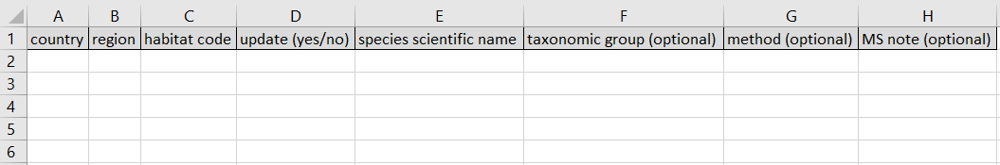 A B C D E F G H
1 country region habitat code update (yes/no) species scientific name taxonomic group (optional) method (optional) MS note (optional)
2
3
4
5
6